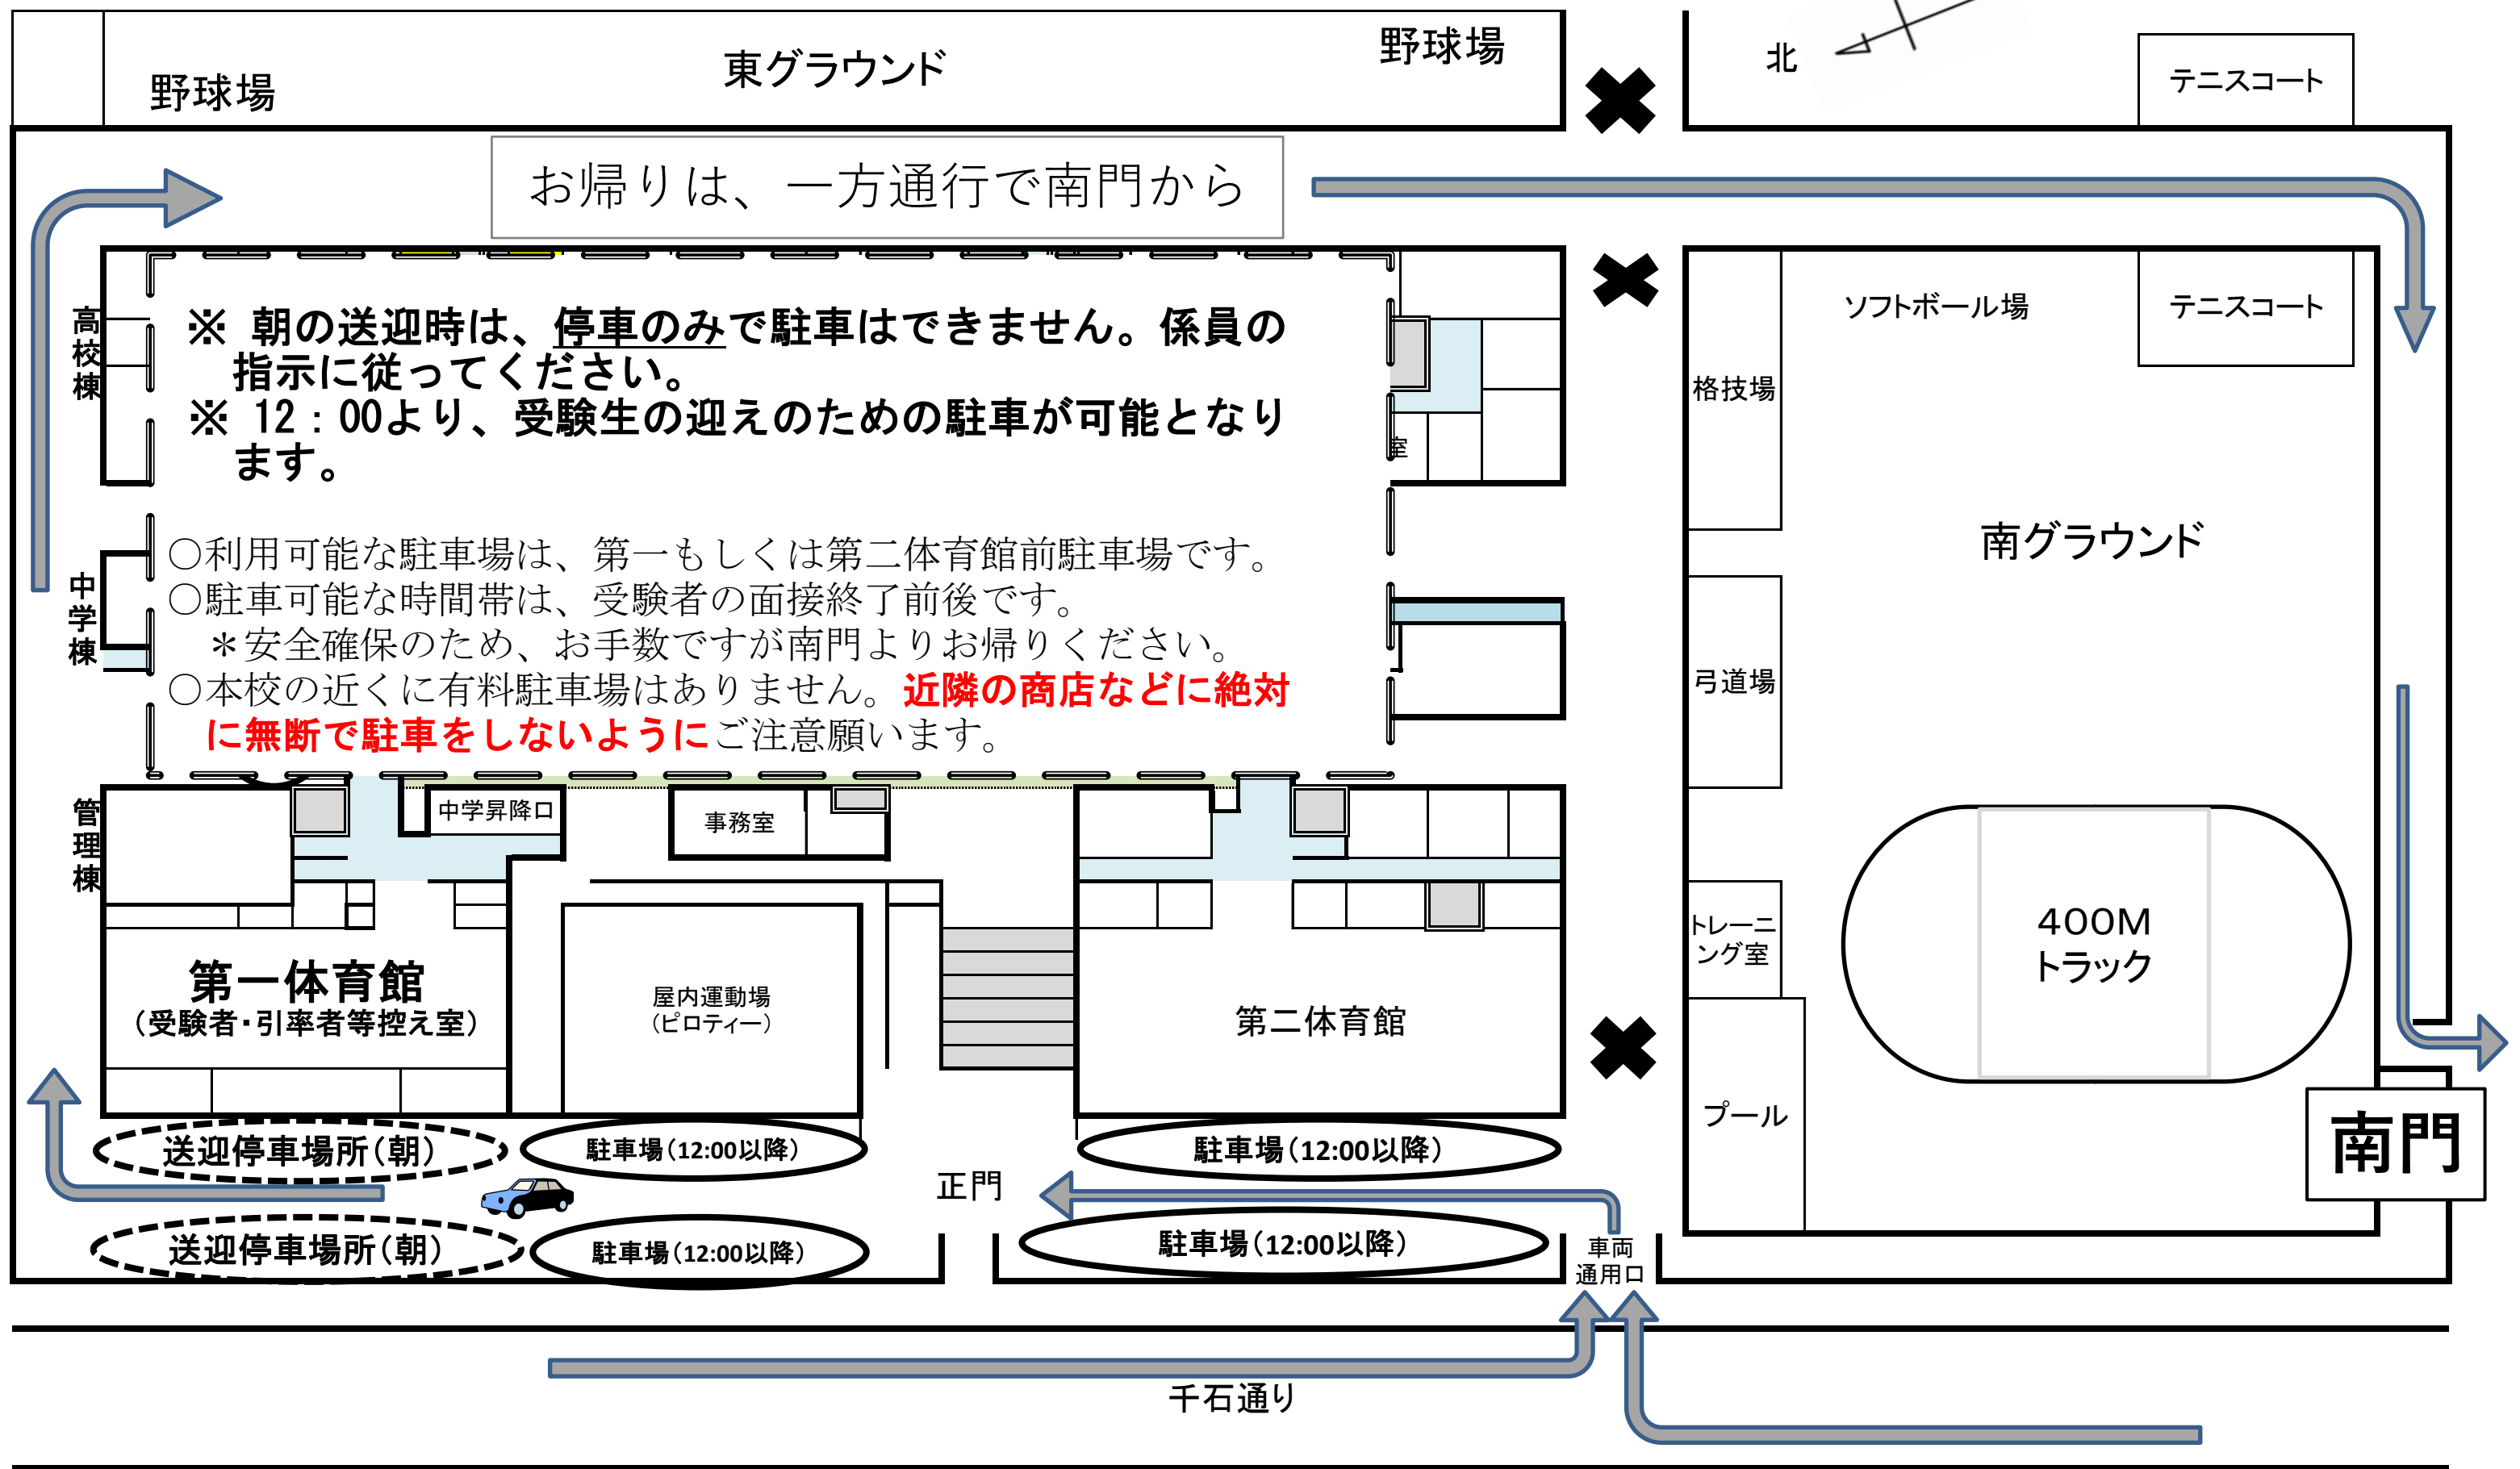 野球場
東グラウンド
野球場
北
テニスコート
お帰りは、一方通行で南門から
高校棟
※ 朝の送迎時は、停車のみで駐車はできません。係員の
指示に従ってください。
※ 12：00より、受験生の迎えのための駐車が可能となり
ます。
室
ソフトボール場
テニスコート
格技場
南グラウンド
中学棟
○利用可能な駐車場は、第一もしくは第二体育館前駐車場です。
○駐車可能な時間帯は、受験者の面接終了前後です。
＊安全確保のため、お手数ですが南門よりお帰りください。
○本校の近くに有料駐車場はありません。近隣の商店などに絶対
に無断で駐車をしないようにご注意願います。
弓道場
管理棟
中学昇降口
事務室
トレーニ
ング室
400M
トラック
第一体育館
（受験者・引率者等控え室）
屋内運動場
（ピロティー）
第二体育館
プール
南門
送迎停車場所（朝）
駐車場（12:00以降）
駐車場（12:00以降）
正門
送迎停車場所（朝）
駐車場（12:00以降）
駐車場（12:00以降）
車両
通用口
千石通り